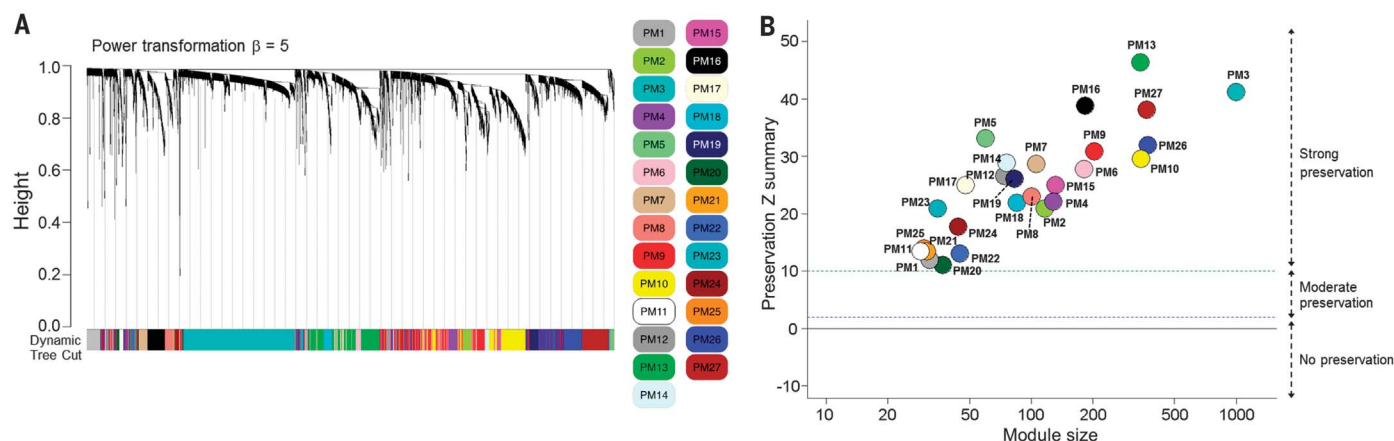 A
Power transformation β = 5
Height
1.0
0.8
0.6
0.4
0.2
0.0
Dynamic
Tree Cut
PM1
PM2
PM3
PM4
PM5
PM6
PM7
PM8
PM9
PM10
PM11
PM12
PM13
PM14
PM15
PM16
PM17
PM18
PM19
PM20
PM21
PM22
PM23
PM24
PM25
PM26
PM27
B
Preservation Z summary
50
40
30
20
10
0
-10
PM13
PM3
PM16
PM27
PM5
PM9
PM26
PM14
PM7
PM10
PM12
PM6
PM17
PM15
PM19
PM4
PM23
PM18
PM2
PM8
PM24
PM25
PM21
PM11
PM22
PM1
PM20
10
20
50
100
200
500
1000
Module size
Strong
preservation
Moderate
preservation
No preservation